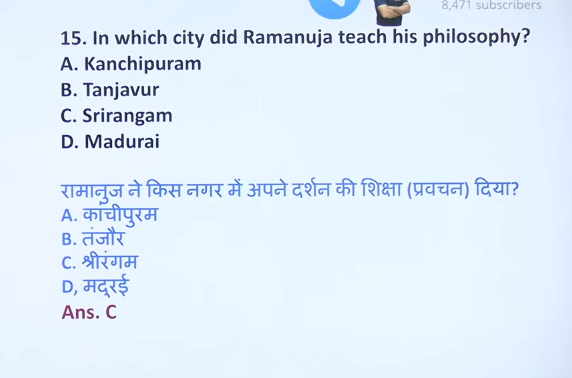 8,471 subscribers
15. In which city did Ramanuja teach his philosophy?
A. Kanchipuram
B. Tanjavur
C. Srirangam
D. Madurai
रामानुज ने किस नगर में अपने दर्शन की शिक्षा (प्रवचन) दिया?
A. कांचीपुरम
B. तंजौर
C. श्रीरंगम
D, मदुरई
Ans. C